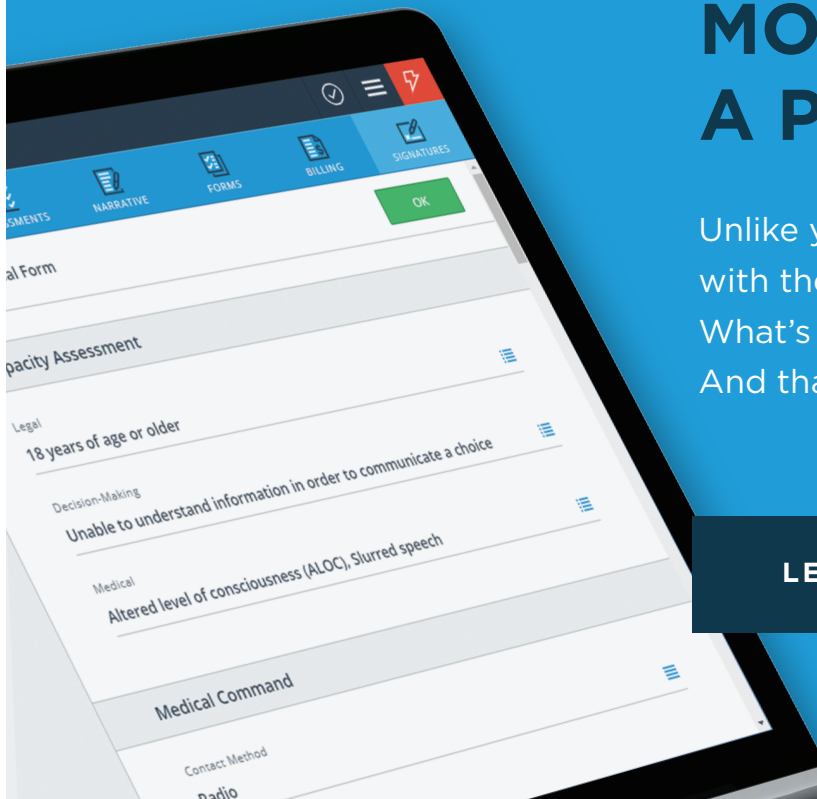 MO
A P
Unlike y
with the
What's
And tha
LE
SSMENTS
NARRATIVE
FORMS
BILLING
SIGNATURES
OK
al Form
pacity Assessment
Legal
18 years of age or older
Decision-Making
Unable to understand information in order to communicate a choice
Medical
Altered level of consciousness (ALOC), Slurred speech
Medical Command
Contact Method
Radio